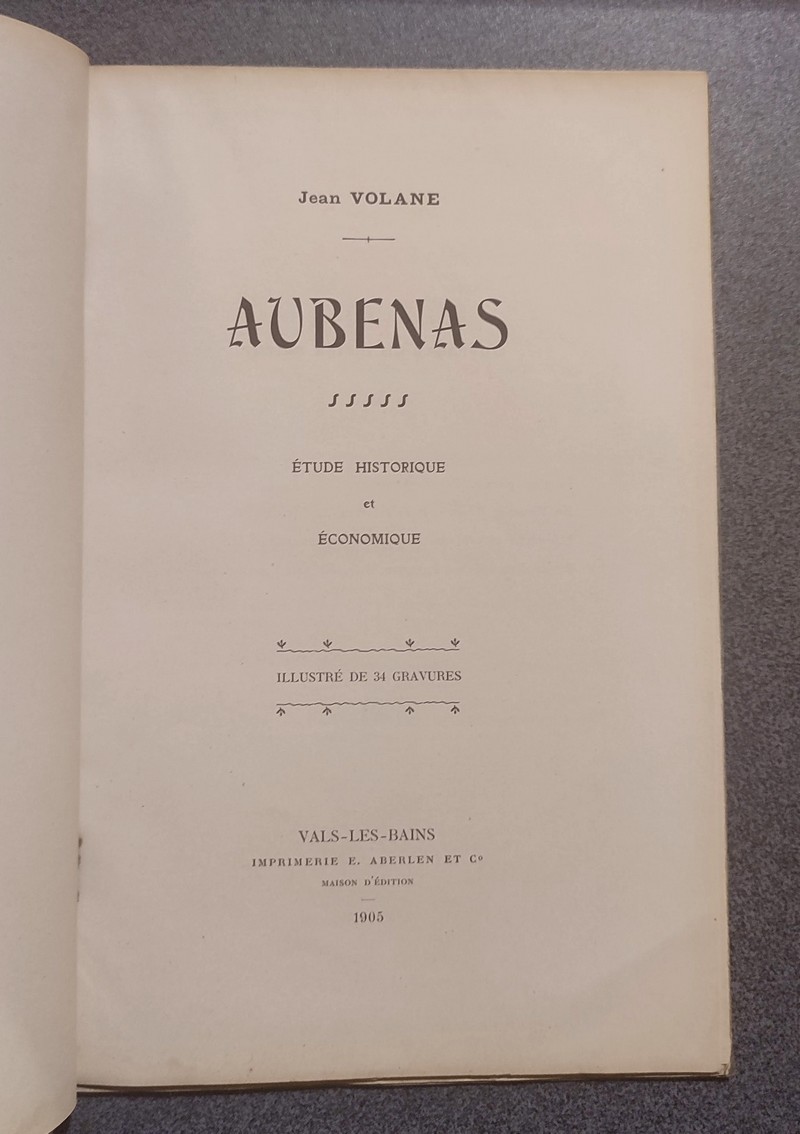 Jean VOLANE
AUBENAS
ÉTUDE HISTORIQUE
et
ÉCONOMIQUE
ILLUSTRÉ DE 34 GRAVURES
VALS-LES-BAINS
IMPRIMERIE E. ABERLEN ET Cº
MAISON D'ÉDITION
1905